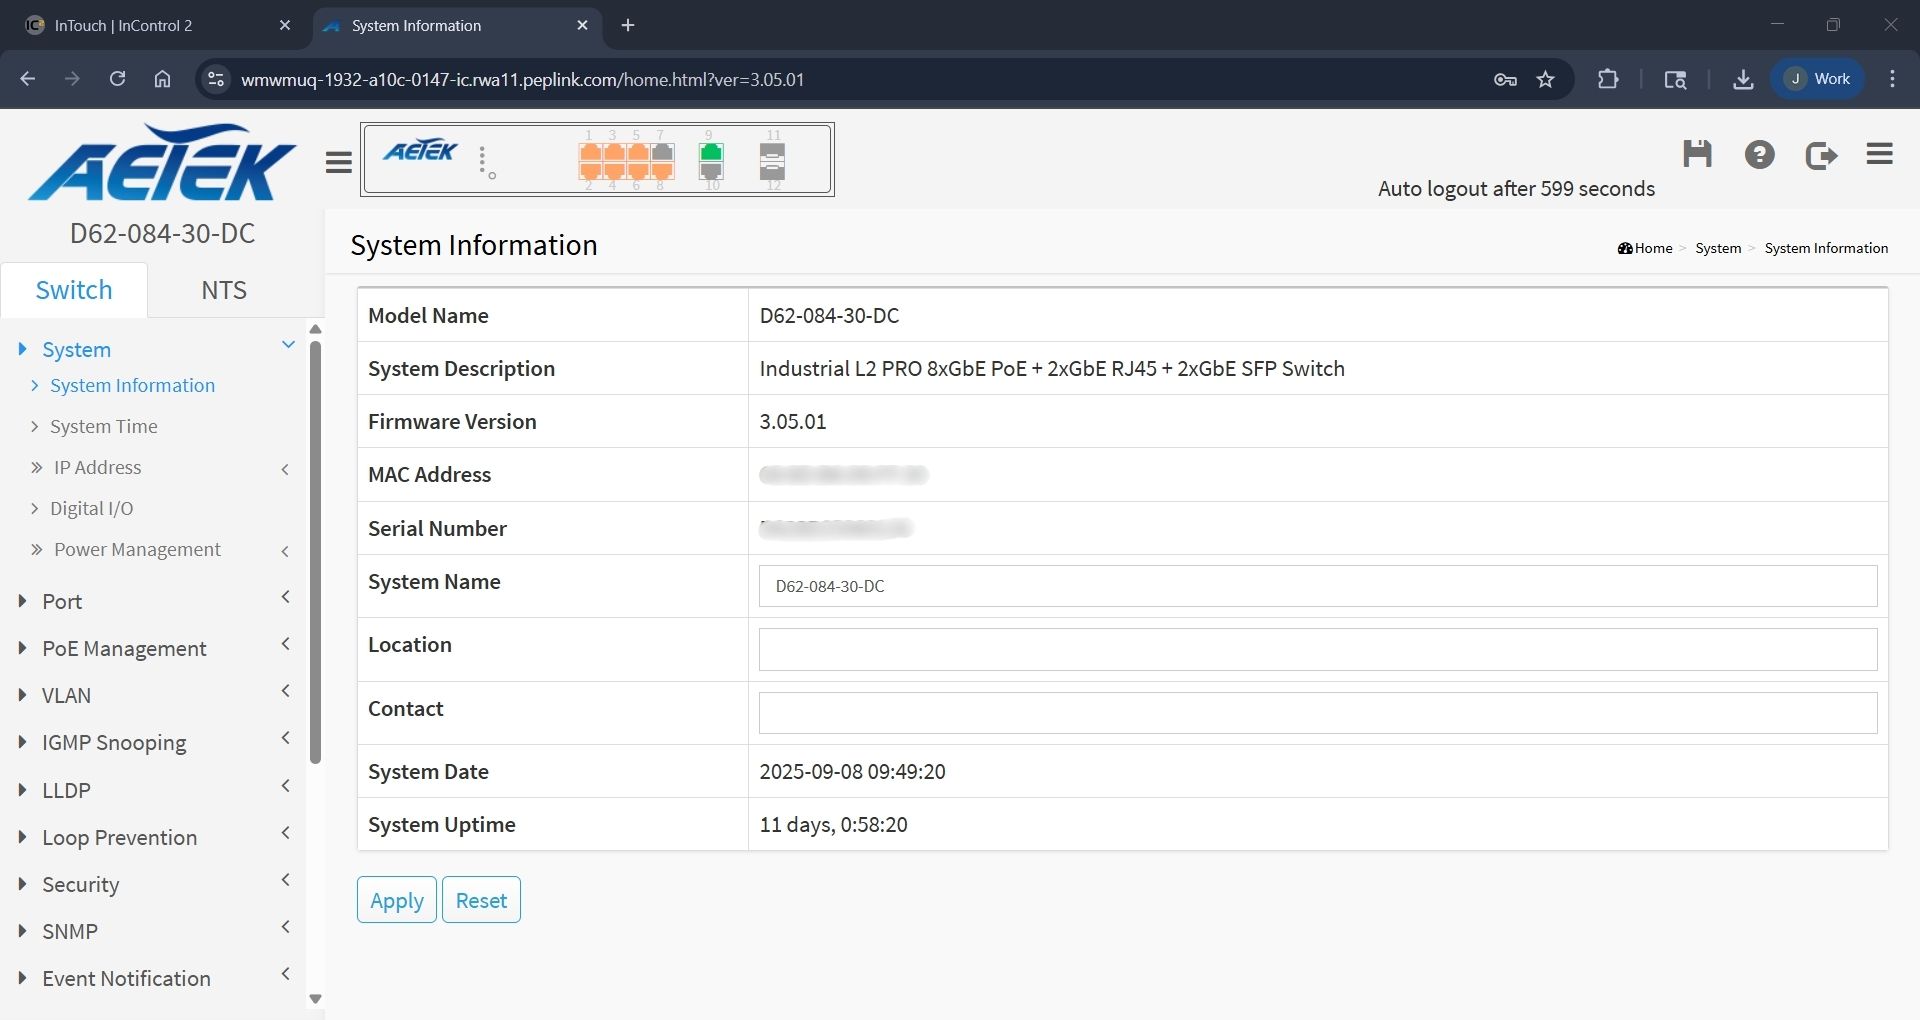 InTouch | InControl 2
System Information
wmwmuq-1932-a10c-0147-ic.rwa11.peplink.com/home.html?ver=3.05.01
J Work
AETEK
AETEK
1 3 5 7 9 11
2 4 6 8 10 12
Auto logout after 599 seconds
D62-084-30-DC
System Information
Home > System > System Information
Switch
NTS
System
System Information
System Time
IP Address
Digital I/O
Power Management
Port
PoE Management
VLAN
IGMP Snooping
LLDP
Loop Prevention
Security
SNMP
Event Notification
Model Name D62-084-30-DC
System Description Industrial L2 PRO 8xGbE PoE + 2xGbE RJ45 + 2xGbE SFP Switch
Firmware Version 3.05.01
MAC Address
Serial Number
System Name D62-084-30-DC
Location
Contact
System Date 2025-09-08 09:49:20
System Uptime 11 days, 0:58:20
Apply Reset